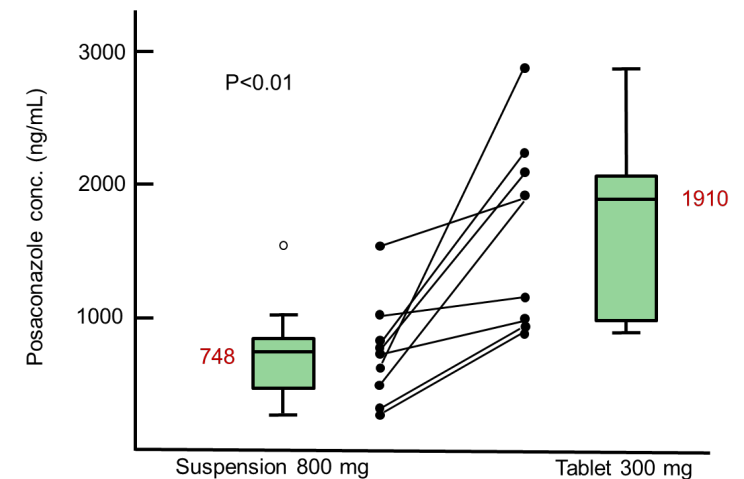 3000
P<0.01
Posaconazole conc. (ng/mL)
2000
1910
1000
748
Suspension 800 mg
Tablet 300 mg